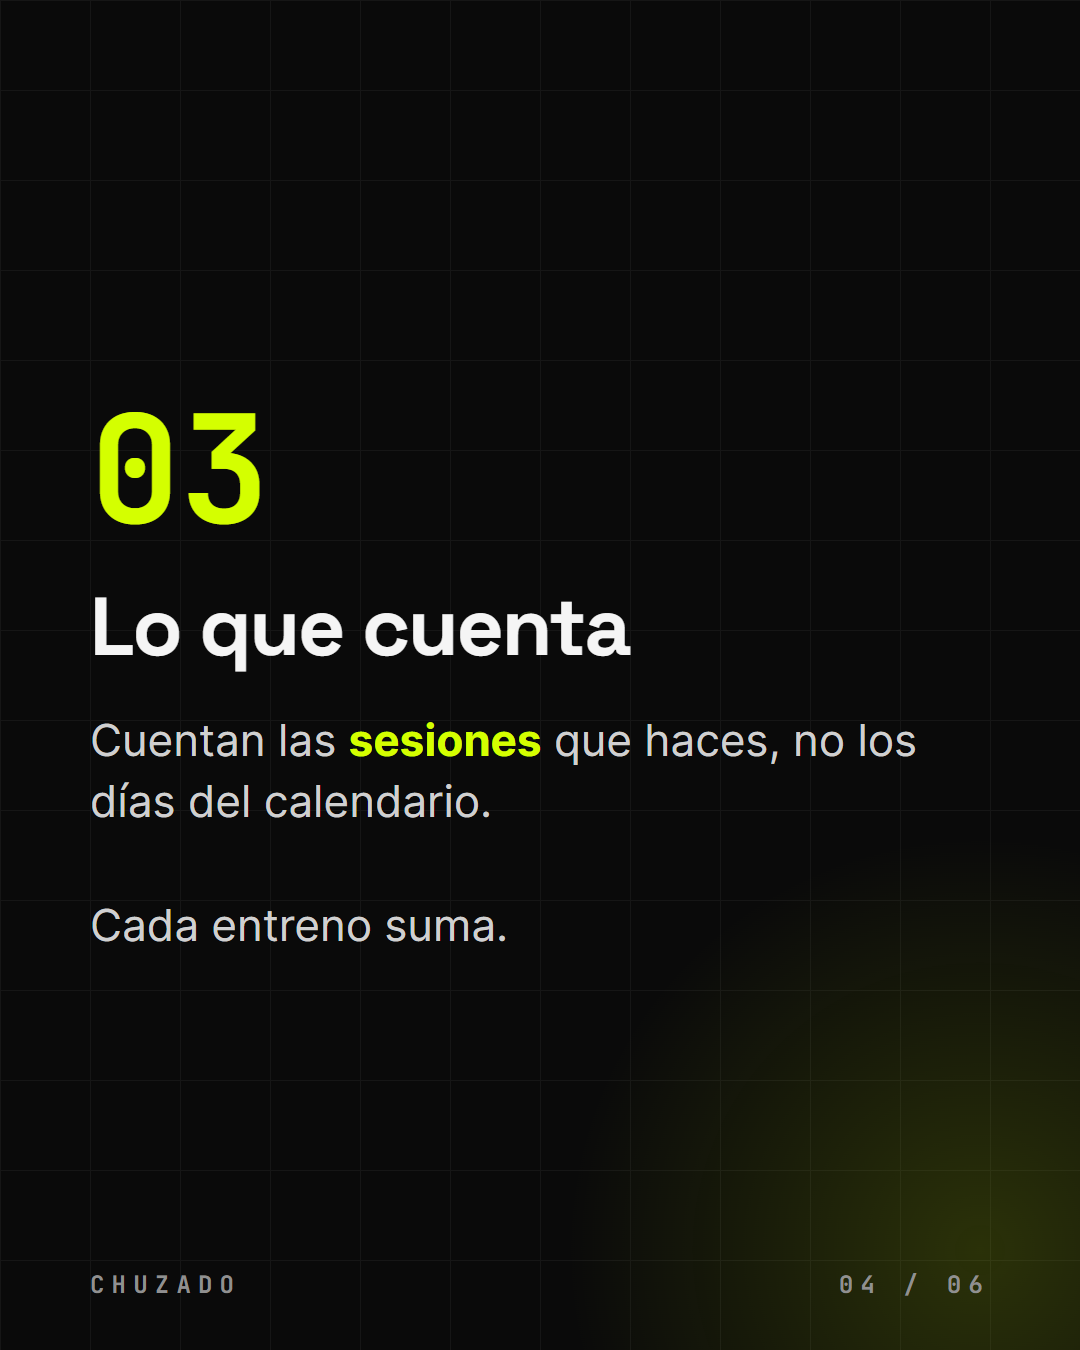 03
Lo que cuenta
Cuentan las sesiones que haces, no los
días del calendario.
Cada entreno suma.
CHUZADO
04 / 06